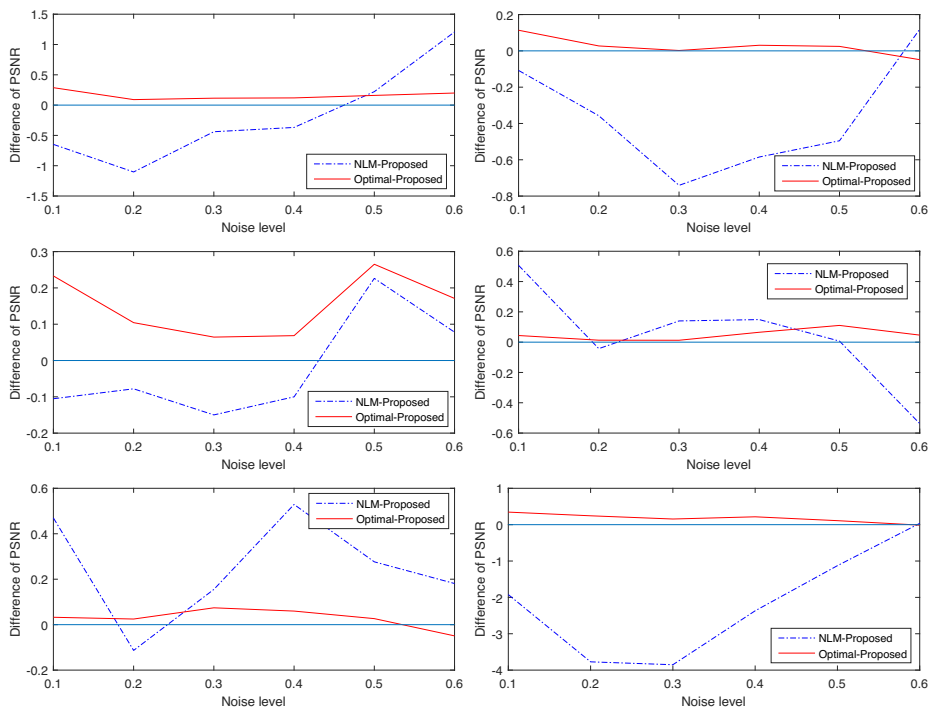 Difference of PSNR
1.5
1
0.5
0
-0.5
-1
-1.5
0.1 0.2 0.3 0.4 0.5 0.6
Noise level
NLM-Proposed
Optimal-Proposed
Difference of PSNR
0.2
0
-0.2
-0.4
-0.6
-0.8
0.1 0.2 0.3 0.4 0.5 0.6
Noise level
NLM-Proposed
Optimal-Proposed
Difference of PSNR
0.3
0.2
0.1
0
-0.1
-0.2
0.1 0.2 0.3 0.4 0.5 0.6
Noise level
NLM-Proposed
Optimal-Proposed
Difference of PSNR
0.6
0.4
0.2
0
-0.2
-0.4
-0.6
0.1 0.2 0.3 0.4 0.5 0.6
Noise level
NLM-Proposed
Optimal-Proposed
Difference of PSNR
0.6
0.4
0.2
0
-0.2
0.1 0.2 0.3 0.4 0.5 0.6
Noise level
NLM-Proposed
Optimal-Proposed
Difference of PSNR
1
0
-1
-2
-3
-4
0.1 0.2 0.3 0.4 0.5 0.6
Noise level
NLM-Proposed
Optimal-Proposed